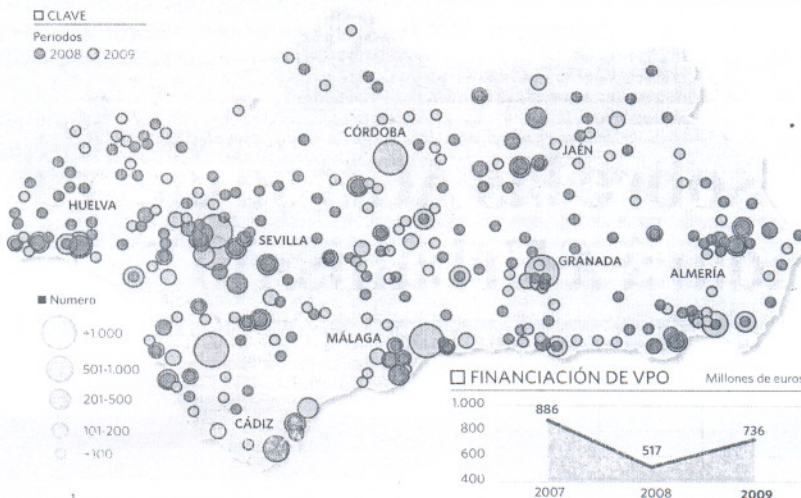 CLAVE
Periodos
2008 2009
CÓRDOBA
JAÉN
HUELVA
SEVILLA
GRANADA
ALMERÍA
Numero
+1.000
501-1.000
201-500
101-200
MÁLAGA
CÁDIZ
FINANCIACIÓN DE VPO Millones de euros
1.000
800
600
400
886
517
736
2007 2008 2009